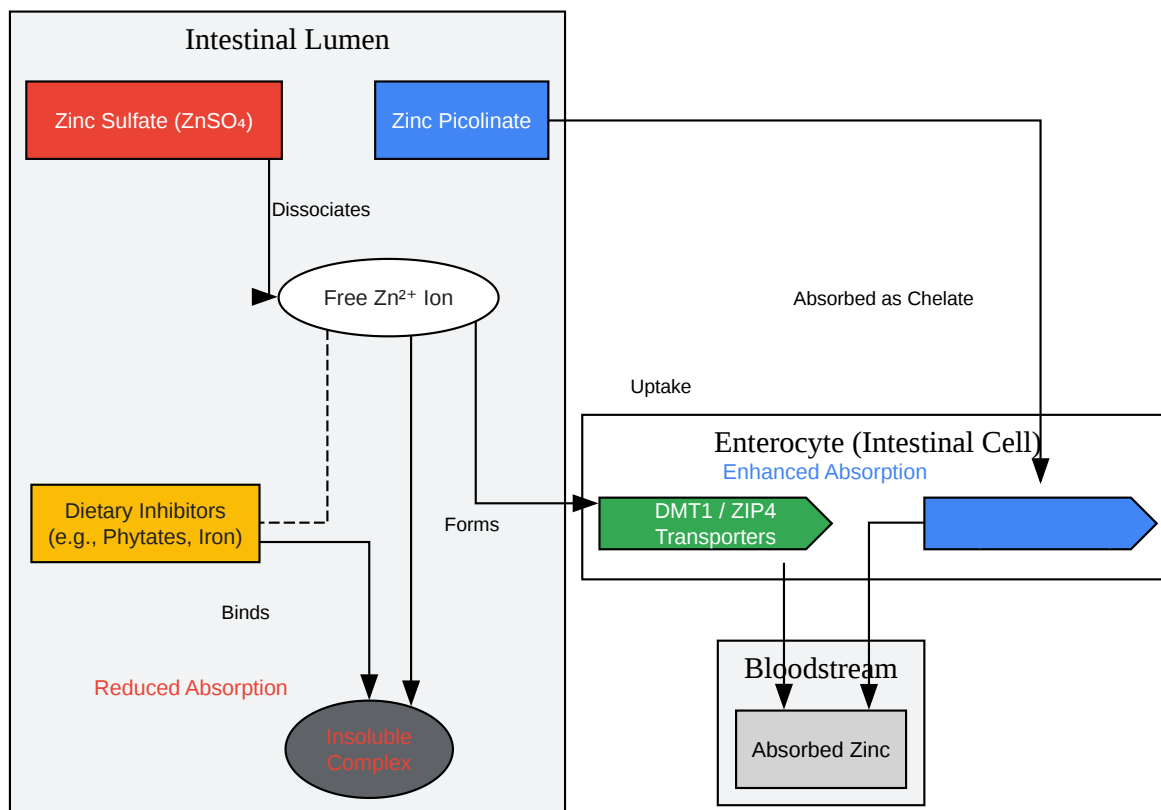 Intestinal Lumen
Zinc Sulfate (ZnSO₄)
Zinc Picolinate
Dissociates
Free Zn²⁺ Ion
Absorbed as Chelate
Uptake
Enterocyte (Intestinal Cell)
Enhanced Absorption
Dietary Inhibitors
(e.g., Phytates, Iron)
Forms
DMT1 / ZIP4
Transporters
Binds
Reduced Absorption
Bloodstream
Insoluble
Complex
Absorbed Zinc